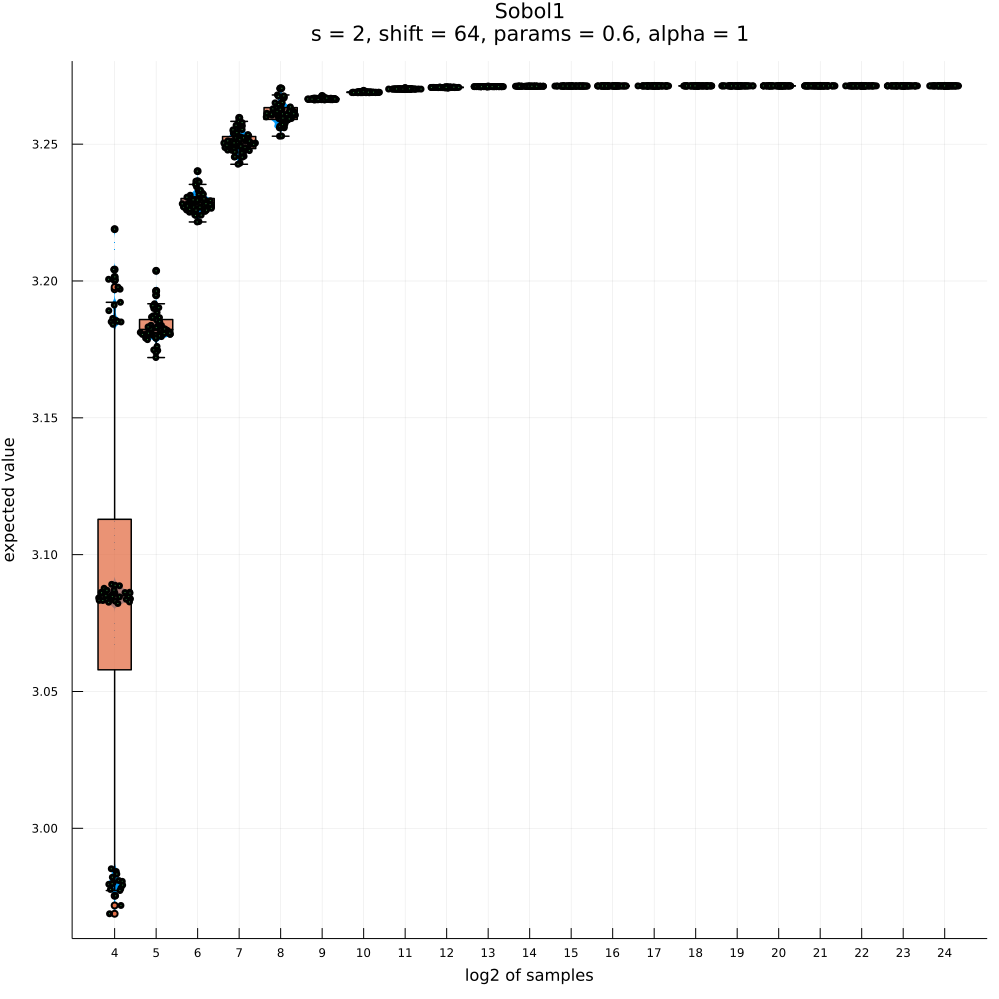 Sobol1
s = 2, shift = 64, params = 0.6, alpha = 1
3.25
3.20
3.15
3.10
3.05
3.00
expected value
4 5 6 7 8 9 10 11 12 13 14 15 16 17 18 19 20 21 22 23 24
log2 of samples